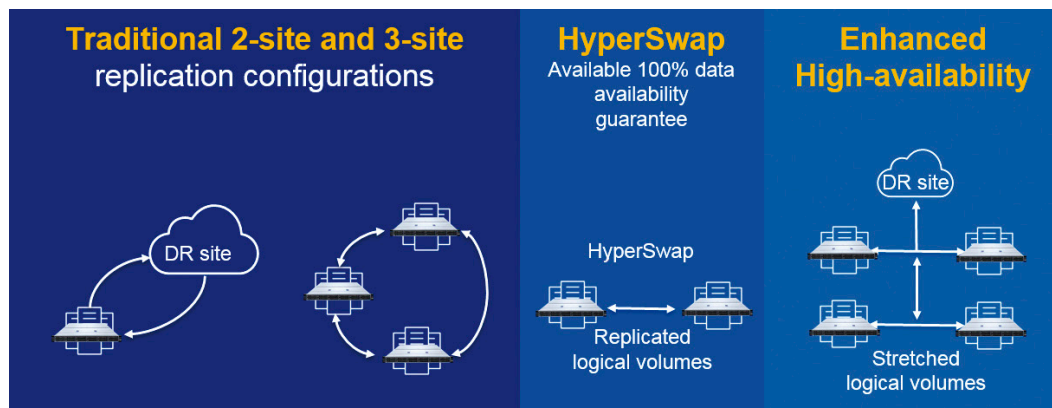 Traditional 2-site and 3-site
replication configurations
DR site
HyperSwap
Available 100% data
availability
guarantee
HyperSwap
Replicated
logical volumes
Enhanced
High-availability
DR site
Stretched
logical volumes